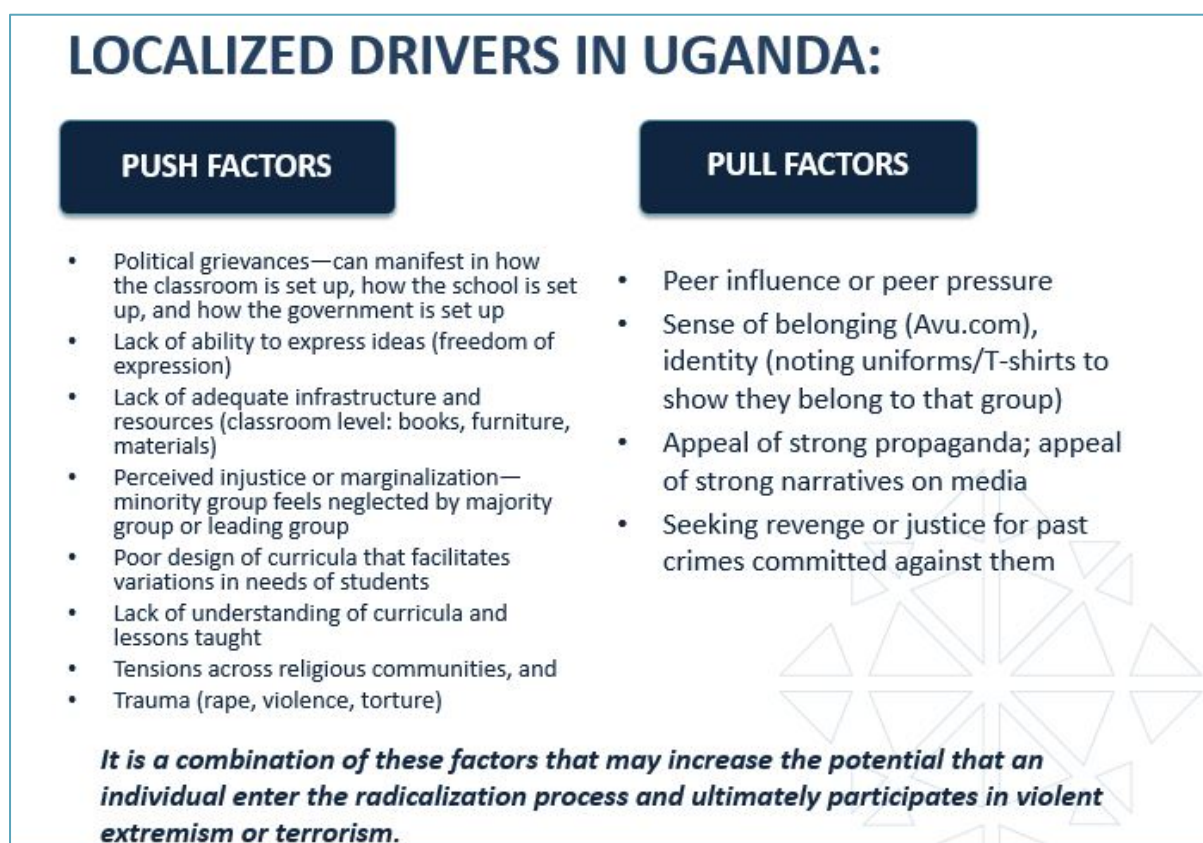 LOCALIZED DRIVERS IN UGANDA:
PUSH FACTORS
• Political grievances—can manifest in how
the classroom is set up, how the school is set
up, and how the government is set up
• Lack of ability to express ideas (freedom of
expression)
• Lack of adequate infrastructure and
resources (classroom level: books, furniture,
materials)
• Perceived injustice or marginalization—
minority group feels neglected by majority
group or leading group
• Poor design of curricula that facilitates
variations in needs of students
• Lack of understanding of curricula and
lessons taught
• Tensions across religious communities, and
• Trauma (rape, violence, torture)
PULL FACTORS
• Peer influence or peer pressure
• Sense of belonging (Avu.com),
identity (noting uniforms/T-shirts to
show they belong to that group)
• Appeal of strong propaganda; appeal
of strong narratives on media
• Seeking revenge or justice for past
crimes committed against them
It is a combination of these factors that may increase the potential that an
individual enter the radicalization process and ultimately participates in violent
extremism or terrorism.